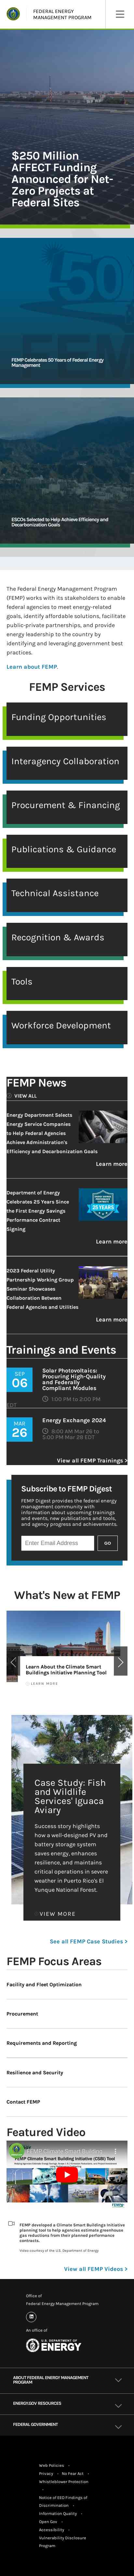 FEDERAL ENERGY
MANAGEMENT PROGRAM
$250 Million
AFFECT Funding
Announced for Net-
Zero Projects at
Federal Sites
FEMP Celebrates 50 Years of Federal Energy
Management
ESCOs Selected to Help Achieve Efficiency and
Decarbonization Goals
The Federal Energy Management Program
(FEMP) works with its stakeholders to enable
federal agencies to meet energy-related
goals, identify affordable solutions, facilitate
public-private partnerships, and provide
energy leadership to the country by
identifying and leveraging government best
practices.
Learn about FEMP.
FEMP Services
Funding Opportunities
Interagency Collaboration
Procurement & Financing
Publications & Guidance
Technical Assistance
Recognition & Awards
Tools
Workforce Development
FEMP News
VIEW ALL
Energy Department Selects
Energy Service Companies
to Help Federal Agencies
Achieve Administration's
Efficiency and Decarbonization Goals
Learn more
Department of Energy
Celebrates 25 Years Since
the First Energy Savings
Performance Contract
Signing
25 YEARS
Learn more
2023 Federal Utility
Partnership Working Group
Seminar Showcases
Collaboration Between
Federal Agencies and Utilities
Learn more
Trainings and Events
SEP
06
Solar Photovoltaics:
Procuring High-Quality
and Federally
Compliant Modules
1:00 PM to 2:00 PM
EDT
MAR
26
Energy Exchange 2024
8:00 AM Mar 26 to
3:00 PM Mar 28 EDT
View all FEMP Trainings >
Subscribe to FEMP Digest
FEMP Digest provides the federal energy
management community with
information about upcoming trainings
and events, new publications and tools,
and agency progress and achievements.
Enter Email Address
GO
What's New at FEMP
Learn About the Climate Smart
Buildings Initiative Planning Tool
LEARN MORE
Case Study: Fish
and Wildlife
Services' Iguaca
Aviary
Success story highlights
how a well-designed PV and
battery storage system
saves energy, enhances
resilience, and maintains
critical operations in severe
weather in Puerto Rico's El
Yunque National Forest.
VIEW MORE
See all FEMP Case Studies >
FEMP Focus Areas
Facility and Fleet Optimization
Procurement
Requirements and Reporting
Resilience and Security
Contact FEMP
Featured Video
FEMP Climate Smart Building Initiative (CSBI) Tool
FEMP developed a Climate Smart Buildings Initiative
planning tool to help agencies estimate greenhouse
gas reductions from their planned performance
contracts.
Video courtesy of the U.S. Department of Energy
View all FEMP Videos >
Office of
Federal Energy Management Program
An office of
U.S. DEPARTMENT OF
ENERGY
ABOUT FEDERAL ENERGY MANAGEMENT
PROGRAM
ENERGY.GOV RESOURCES
FEDERAL GOVERNMENT
Web Policies •
Privacy • No Fear Act •
Whistleblower Protection
•
Notice of EEO Findings of
Discrimination •
Information Quality •
Open Gov •
Accessibility •
Vulnerability Disclosure
Program